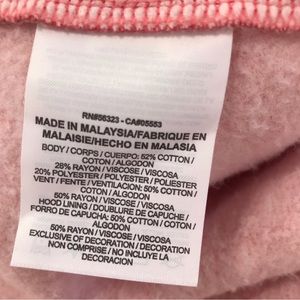 RN#56323 - CA#05553
MADE IN MALAYSIA/FABRIQUE EN
MALAISIE/HECHO EN MALASIA
BODY / CORPS / CUERPO: 52% COTTON /
COTON / ALGODON
28% RAYON / VISCOSE / VISCOSA
20% POLYESTER / POLYESTER / POLIESTER
VENT / FENTE / VENTILACION: 50% COTTON /
COTON / ALGODON
50% RAYON / VISCOSE / VISCOSA
HOOD LINING / DOUBLURE DE CAPUCHE /
FORRO DE CAPUCHA: 50% COTTON / COTON /
ALGODON
50% RAYON / VISCOSE / VISCOSA
EXCLUSIVE OF DECORATION / DECORATION
NON COMPRISE / NO INCLUYE LA
DECORACION